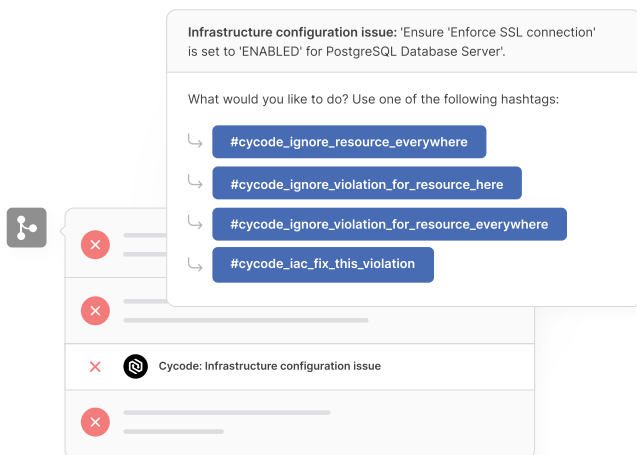 Infrastructure configuration issue: 'Ensure 'Enforce SSL connection'
is set to 'ENABLED' for PostgreSQL Database Server'.
What would you like to do? Use one of the following hashtags:
#cycode_ignore_resource_everywhere
#cycode_ignore_violation_for_resource_here
#cycode_ignore_violation_for_resource_everywhere
#cycode_iac_fix_this_violation
Cycode: Infrastructure configuration issue